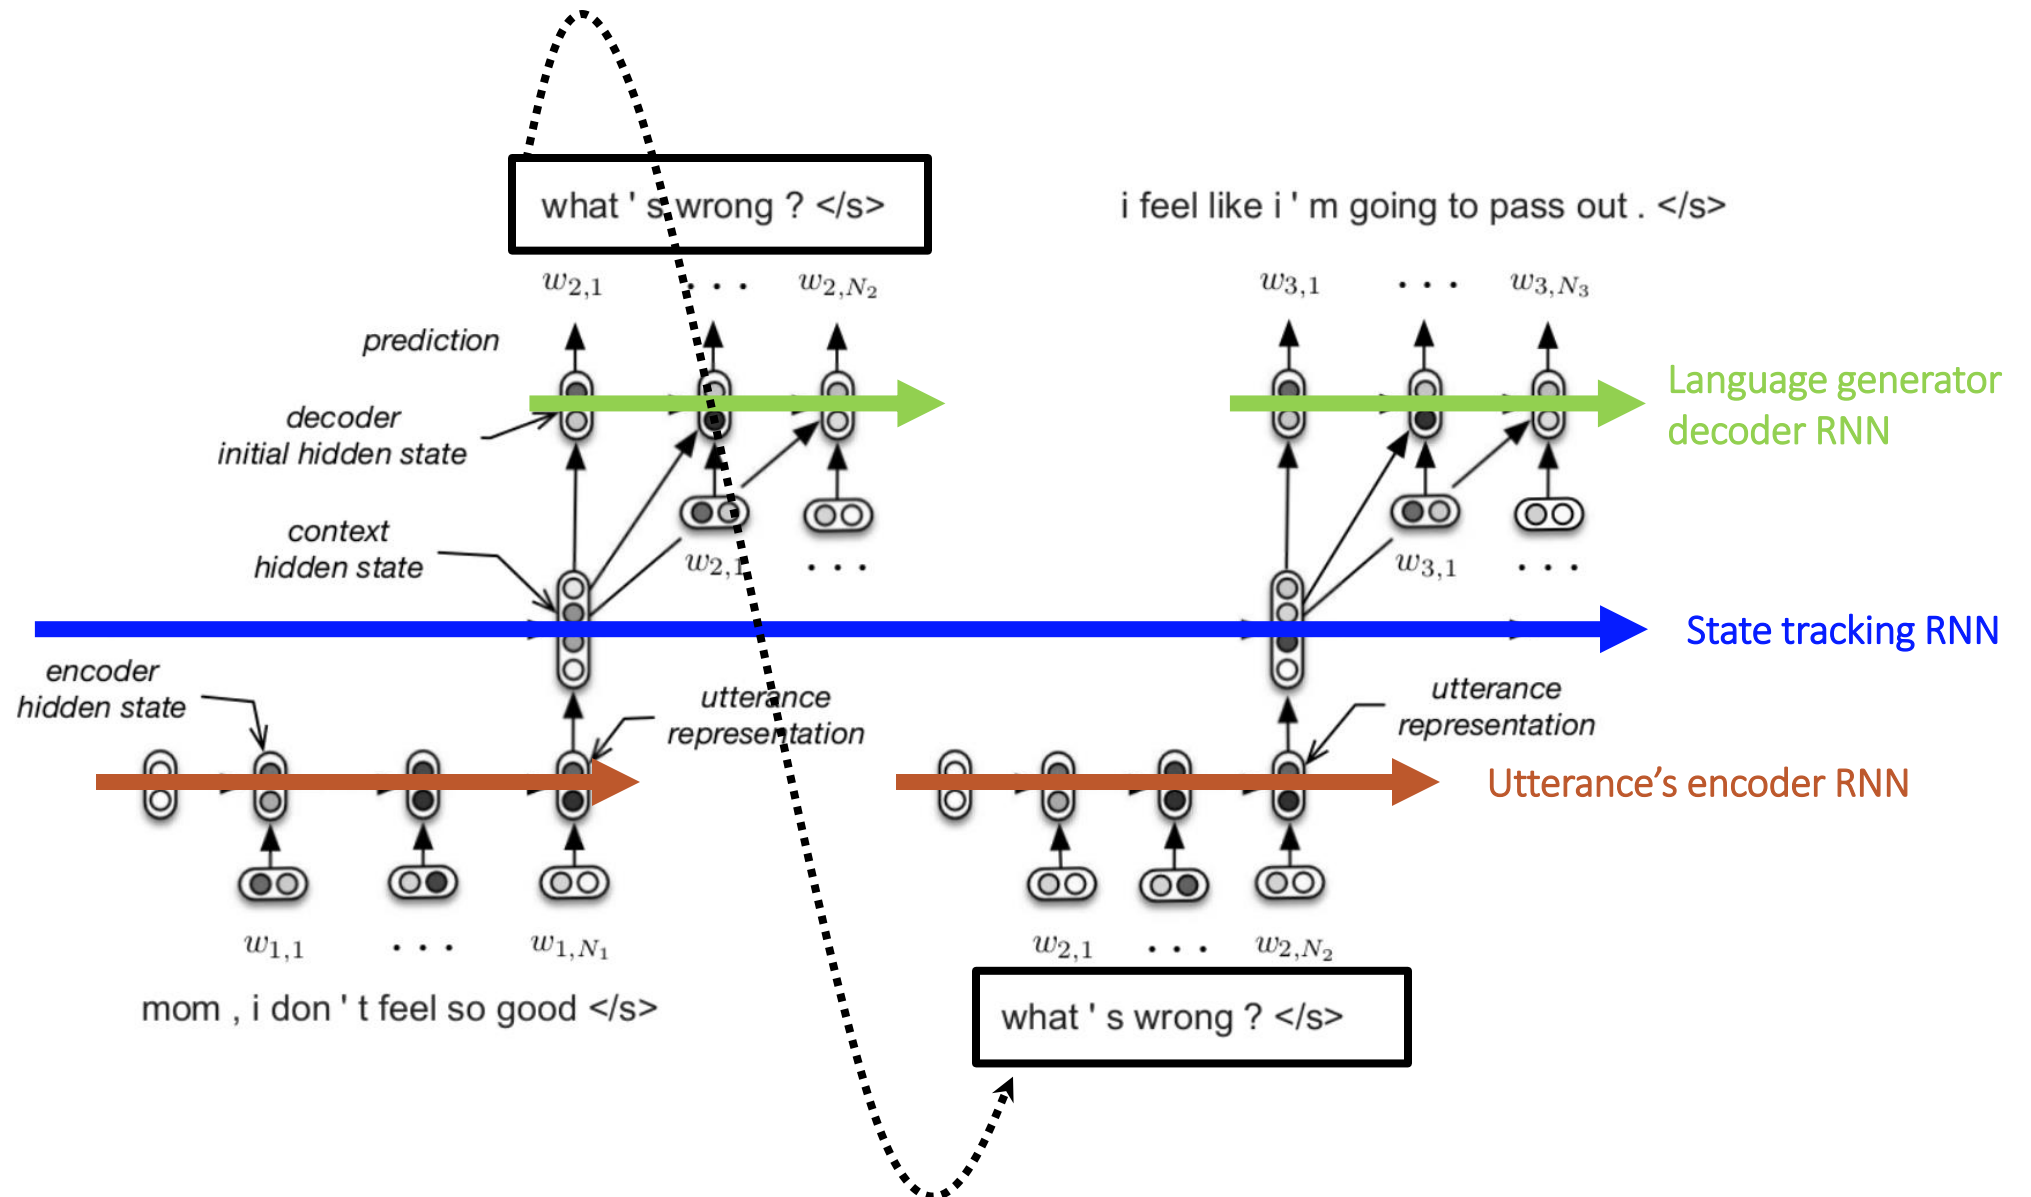 what ' s wrong ? </s>
i feel like i ' m going to pass out . </s>
w2,1 · · · w2,N2
w3,1 · · · w3,N3
prediction
decoder
initial hidden state
Language generator
decoder RNN
context
hidden state
w2,1 · · ·
w3,1 · · ·
State tracking RNN
encoder
hidden state
utterance
representation
utterance
representation
Utterance’s encoder RNN
w1,1 · · · w1,N1
w2,1 · · · w2,N2
mom , i don ' t feel so good </s>
what ' s wrong ? </s>